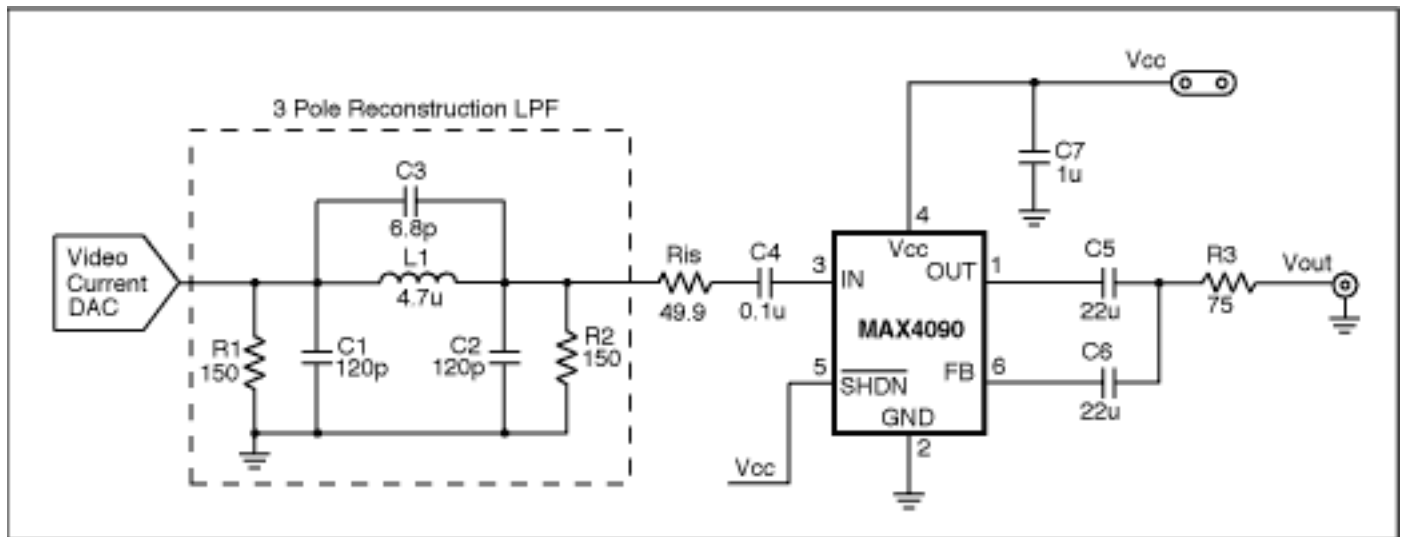 Vcc
3 Pole Reconstruction LPF
C7
1u
C3
6.8p
4
Video
Current
DAC
L1
4.7u
Ris
49.9
C4
0.1u
3
IN
Vcc
OUT
1
C5
22u
R3
75
Vout
MAX4090
R1
150
C1
120p
C2
120p
R2
150
5
SHDN
FB
6
C6
22u
GND
2
Vcc